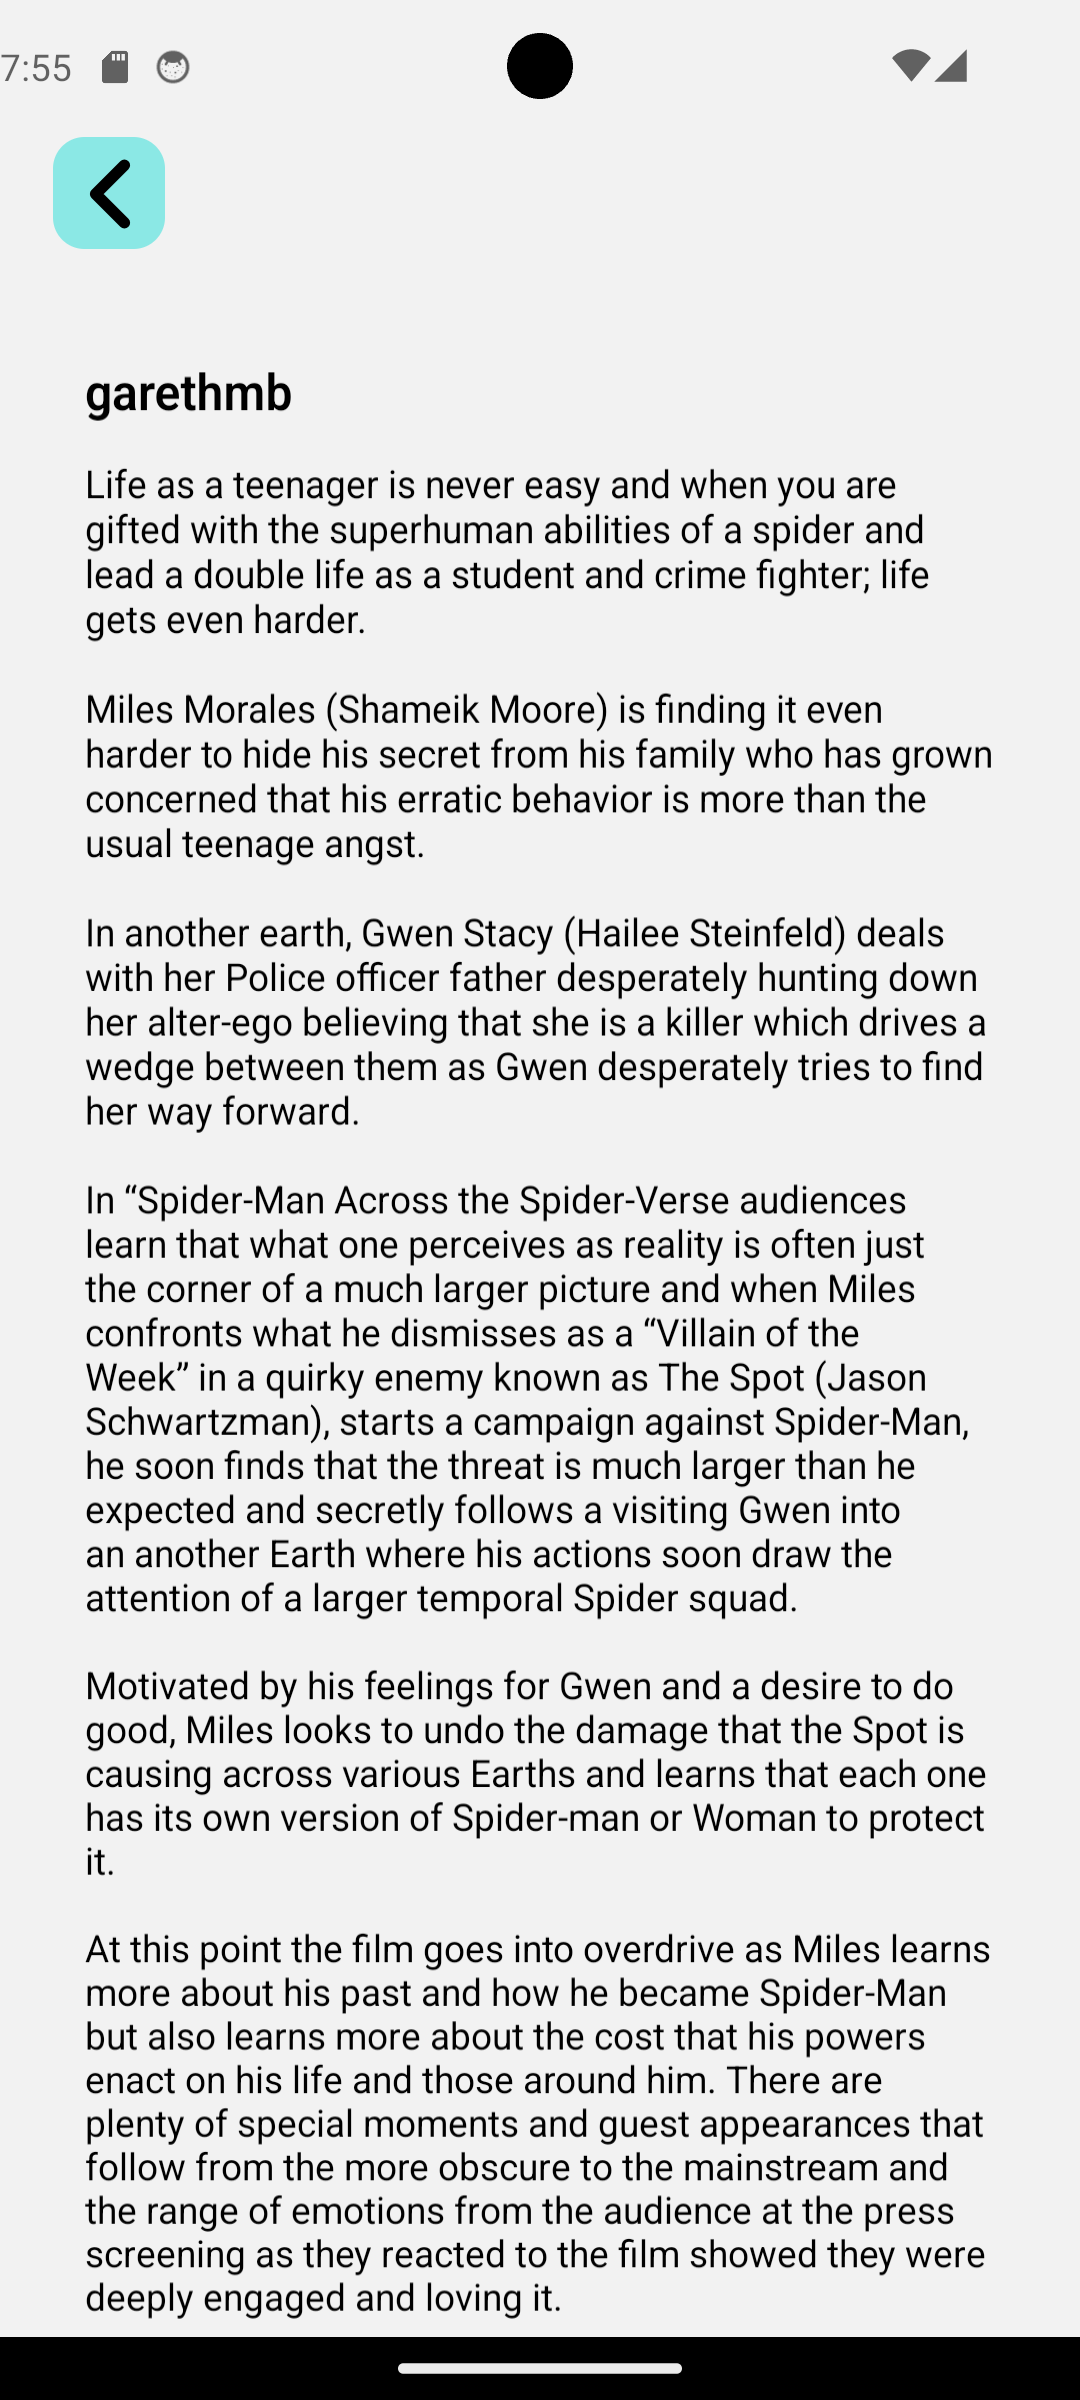 7:55
garethmb
Life as a teenager is never easy and when you are
gifted with the superhuman abilities of a spider and
lead a double life as a student and crime fighter; life
gets even harder.
Miles Morales (Shameik Moore) is finding it even
harder to hide his secret from his family who has grown
concerned that his erratic behavior is more than the
usual teenage angst.
In another earth, Gwen Stacy (Hailee Steinfeld) deals
with her Police officer father desperately hunting down
her alter-ego believing that she is a killer which drives a
wedge between them as Gwen desperately tries to find
her way forward.
In “Spider-Man Across the Spider-Verse audiences
learn that what one perceives as reality is often just
the corner of a much larger picture and when Miles
confronts what he dismisses as a “Villain of the
Week” in a quirky enemy known as The Spot (Jason
Schwartzman), starts a campaign against Spider-Man,
he soon finds that the threat is much larger than he
expected and secretly follows a visiting Gwen into
an another Earth where his actions soon draw the
attention of a larger temporal Spider squad.
Motivated by his feelings for Gwen and a desire to do
good, Miles looks to undo the damage that the Spot is
causing across various Earths and learns that each one
has its own version of Spider-man or Woman to protect
it.
At this point the film goes into overdrive as Miles learns
more about his past and how he became Spider-Man
but also learns more about the cost that his powers
enact on his life and those around him. There are
plenty of special moments and guest appearances that
follow from the more obscure to the mainstream and
the range of emotions from the audience at the press
screening as they reacted to the film showed they were
deeply engaged and loving it.